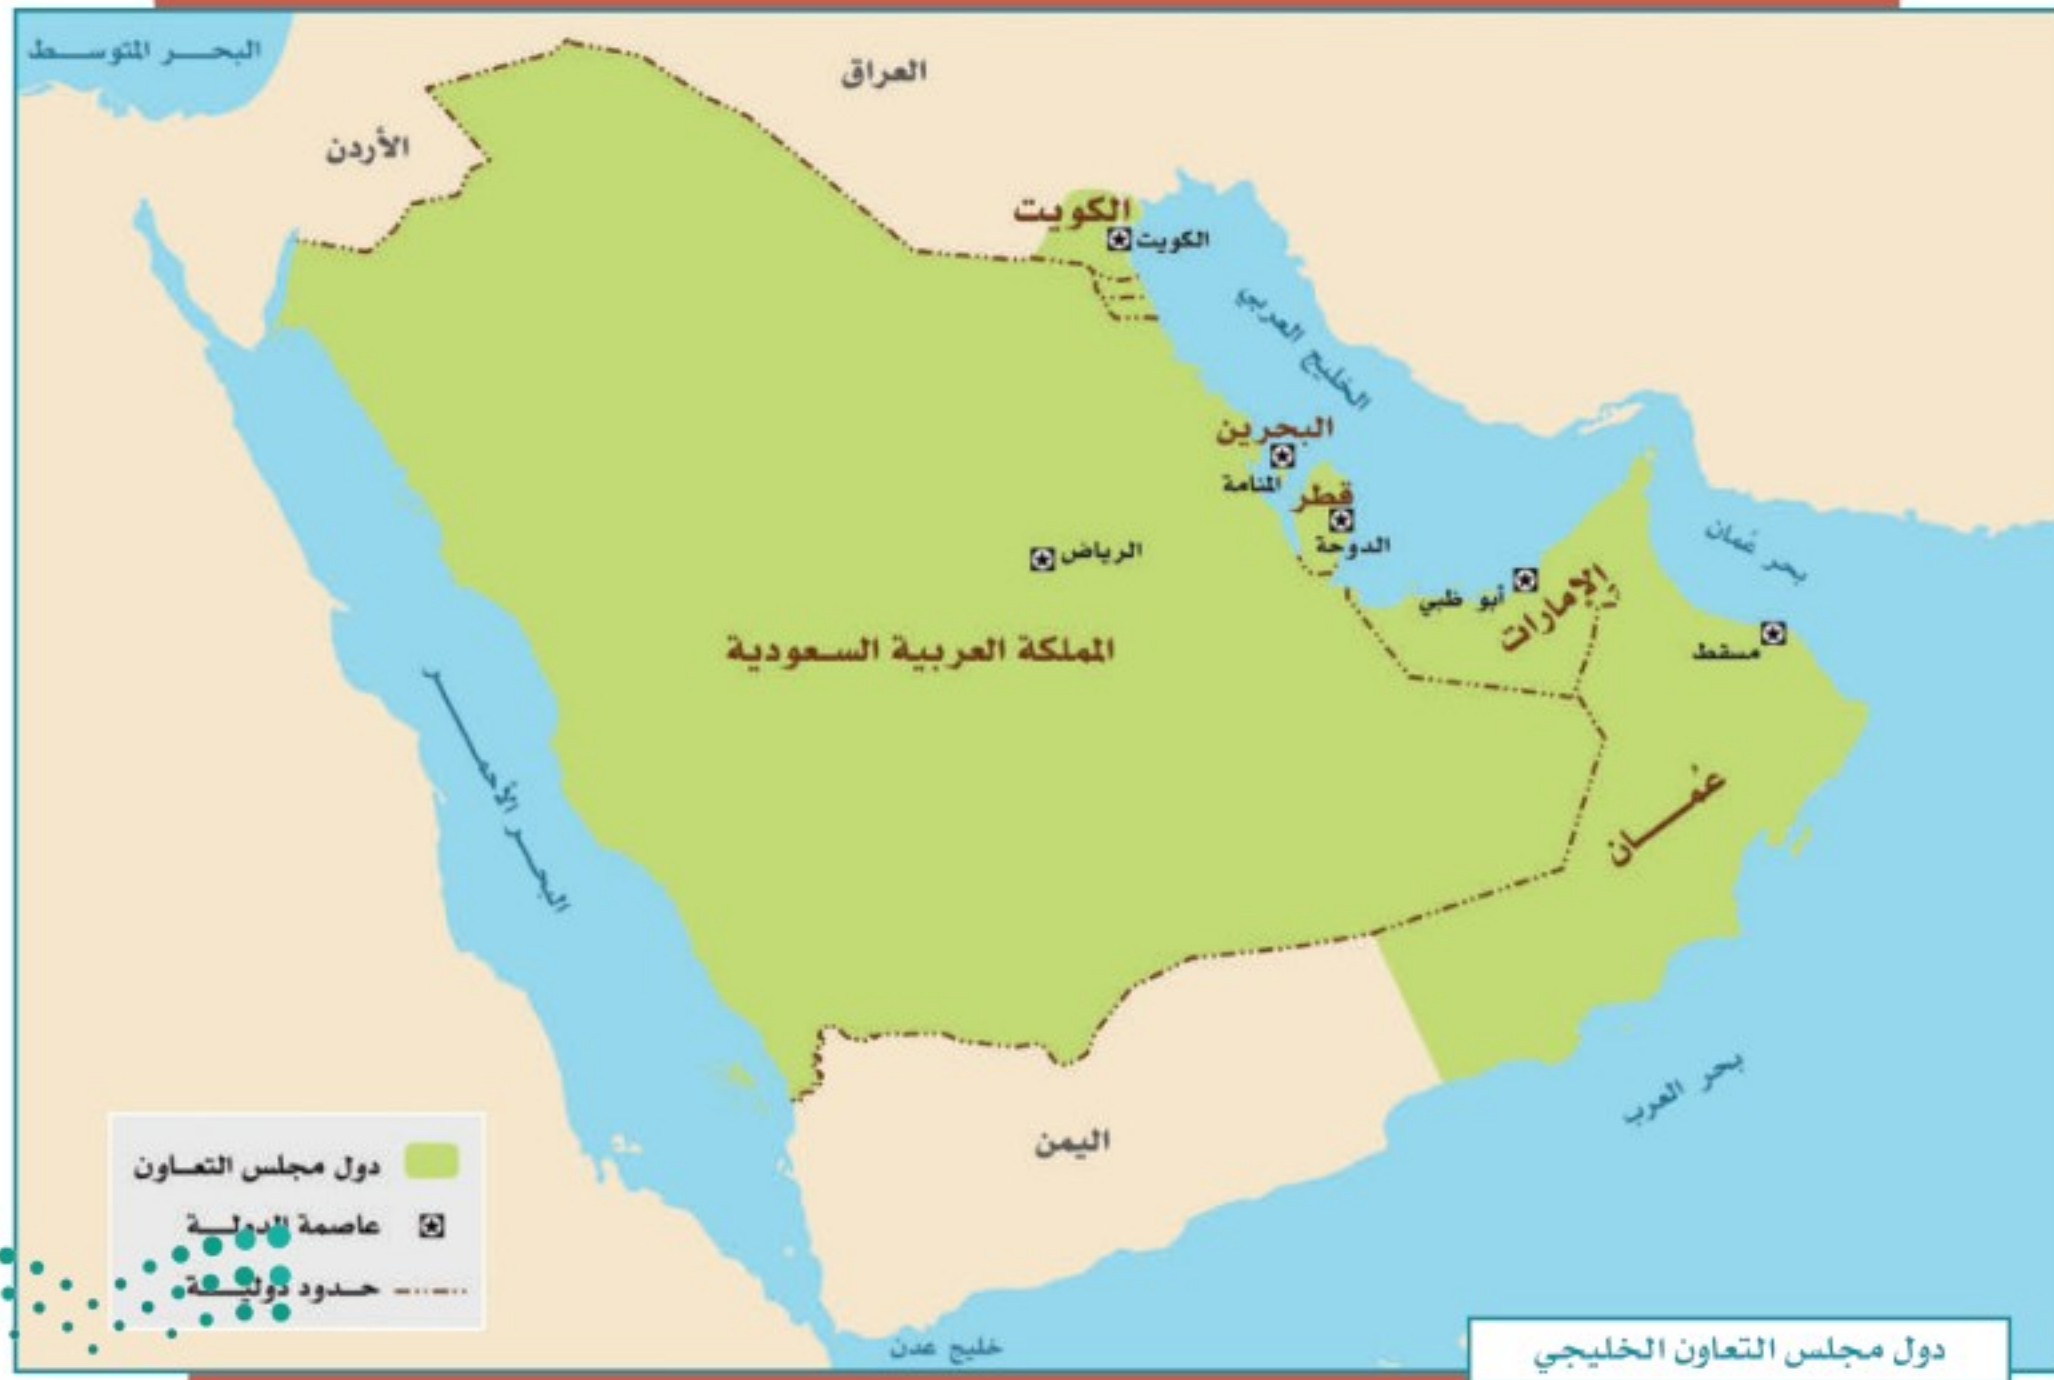 البحر المتوسط
العراق
الأردن
الكويت
الكويت
الخليج العربي
البحرين
المنامة
قطر
الدوحة
بحر عُمان
الرياض
أبو ظبي
الإمارات
مسقط
المملكة العربية السعودية
البحر الأحمر
عُمان
بحر العرب
اليمن
دول مجلس التعاون
عاصمة الدولة
حدود دولية
خليج عدن
دول مجلس التعاون الخليجي